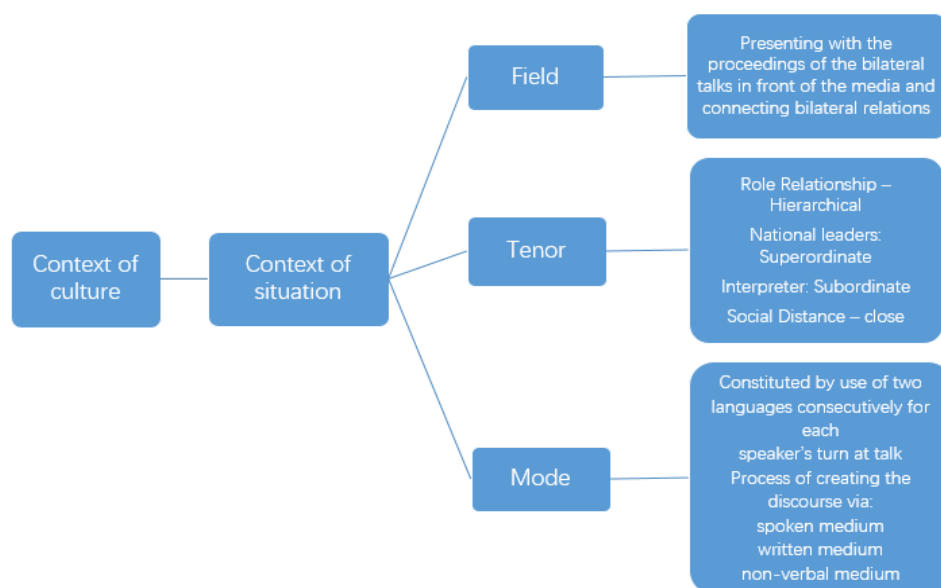 Context of
culture
Context of
situation
Field
Presenting with the
proceedings of the bilateral
talks in front of the media and
connecting bilateral relations
Tenor
Role Relationship –
Hierarchical
National leaders:
Superordinate
Interpreter: Subordinate
Social Distance – close
Mode
Constituted by use of two
languages consecutively for
each
speaker's turn at talk
Process of creating the
discourse via:
spoken medium
written medium
non-verbal medium